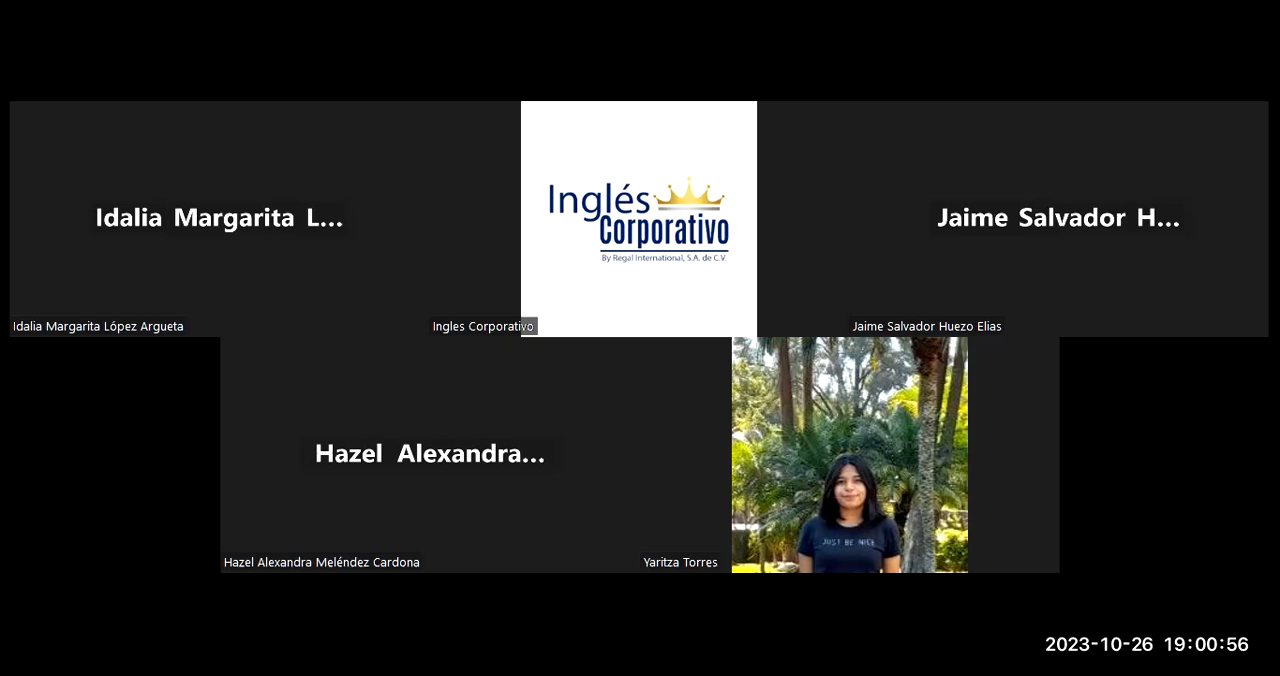 Idalia Margarita L...
Inglés
Corporativo
By Regal International, S.A. de C.V.
Jaime Salvador H...
Idalia Margarita López Argueta
Ingles Corporativo
Jaime Salvador Huezo Elias
Hazel Alexandra...
JUST BE NICE
Hazel Alexandra Meléndez Cardona
Yaritza Torres
2023-10-26 19:00:56